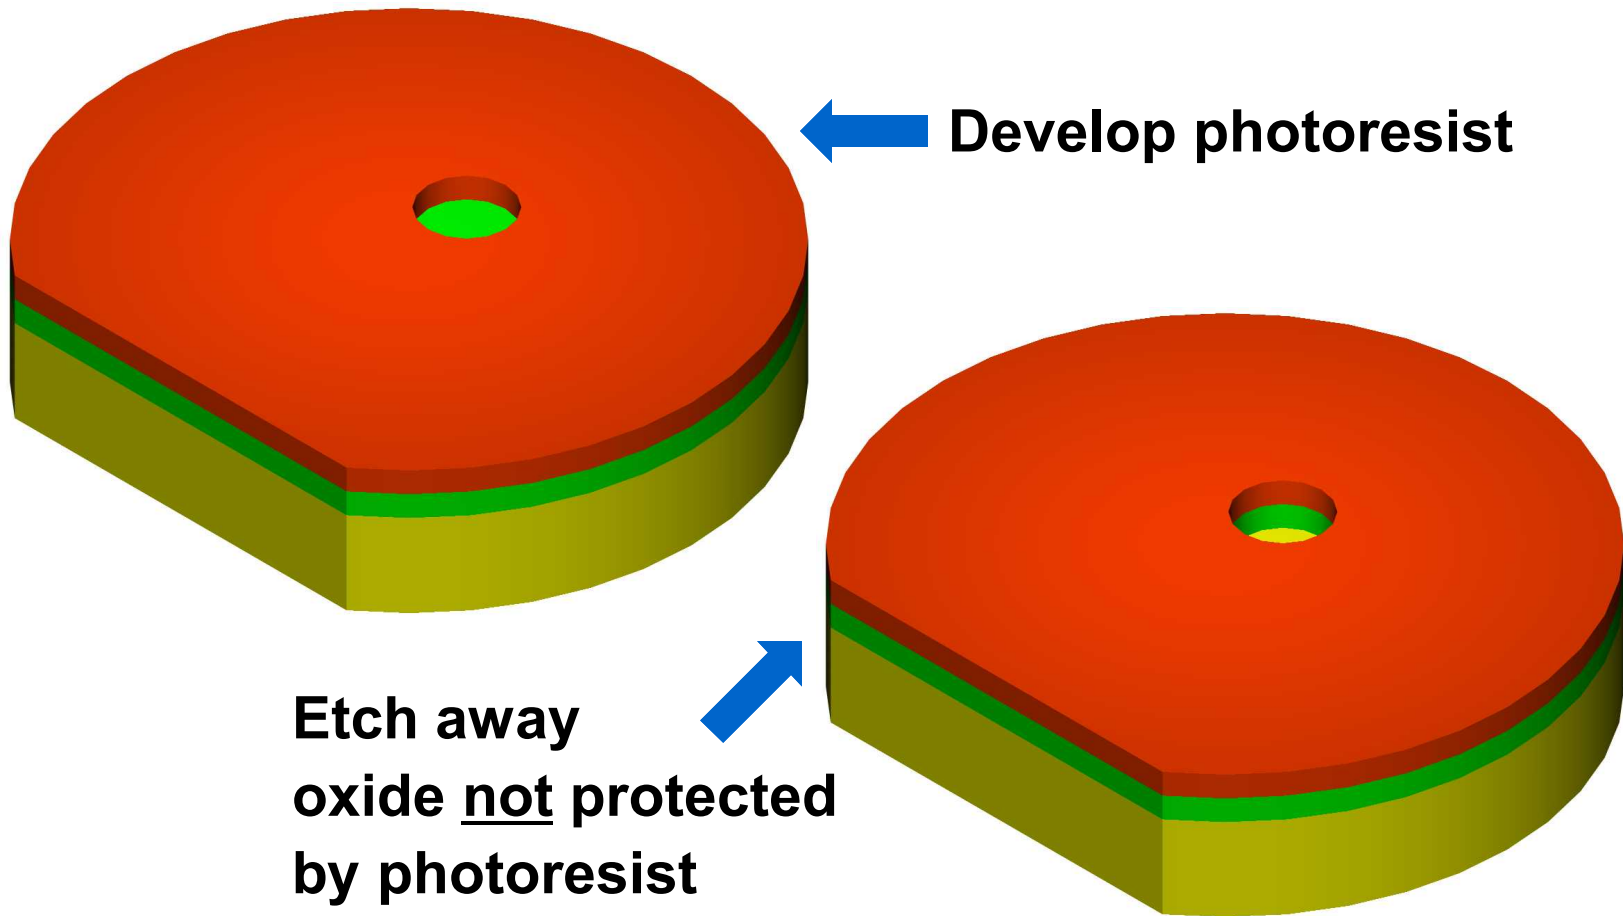 Develop photoresist
Etch away
oxide not protected
by photoresist